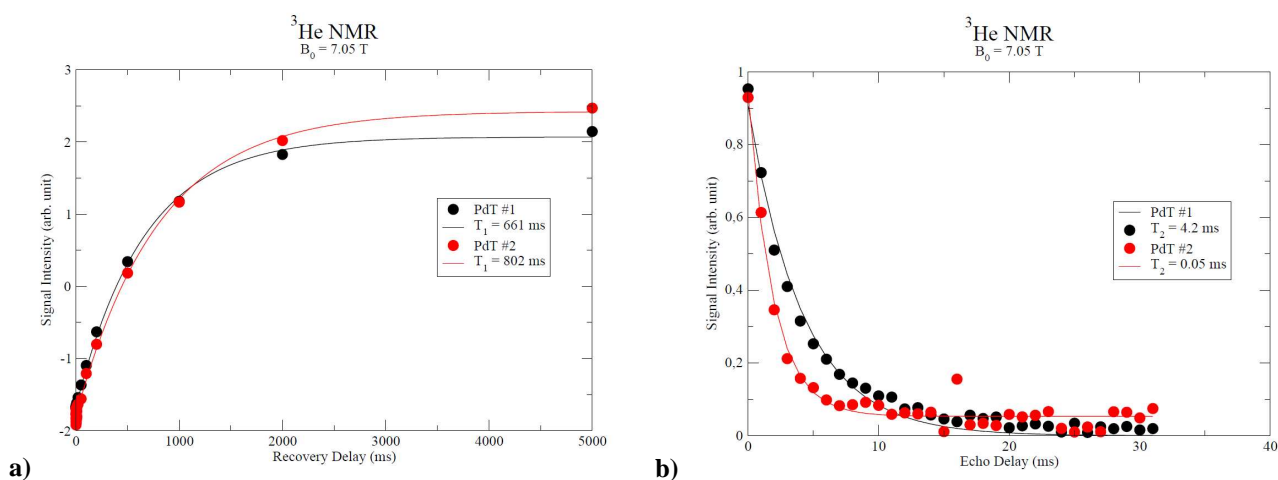 ³He NMR
B₀ = 7.05 T
3
2
1
0
-1
-2
0
1000
2000
3000
4000
5000
Signal Intensity (arb. unit)
Recovery Delay (ms)
PdT #1
T₁ = 661 ms
PdT #2
T₁ = 802 ms
a)
³He NMR
B₀ = 7.05 T
1
0,8
0,6
0,4
0,2
0
0
10
20
30
40
Signal Intensity (arb. unit)
Echo Delay (ms)
PdT #1
T₂ = 4.2 ms
PdT #2
T₂ = 0.05 ms
b)